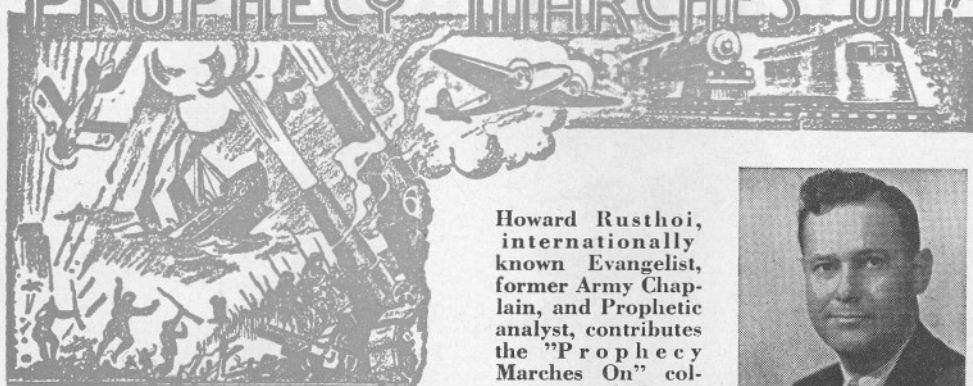 PROPHECY MARCHES ON!
Howard Rusthoi,
internationally
known Evangelist,
former Army Chap-
lain, and Prophetic
analyst, contributes
the "Prophecy
Marches On" col-